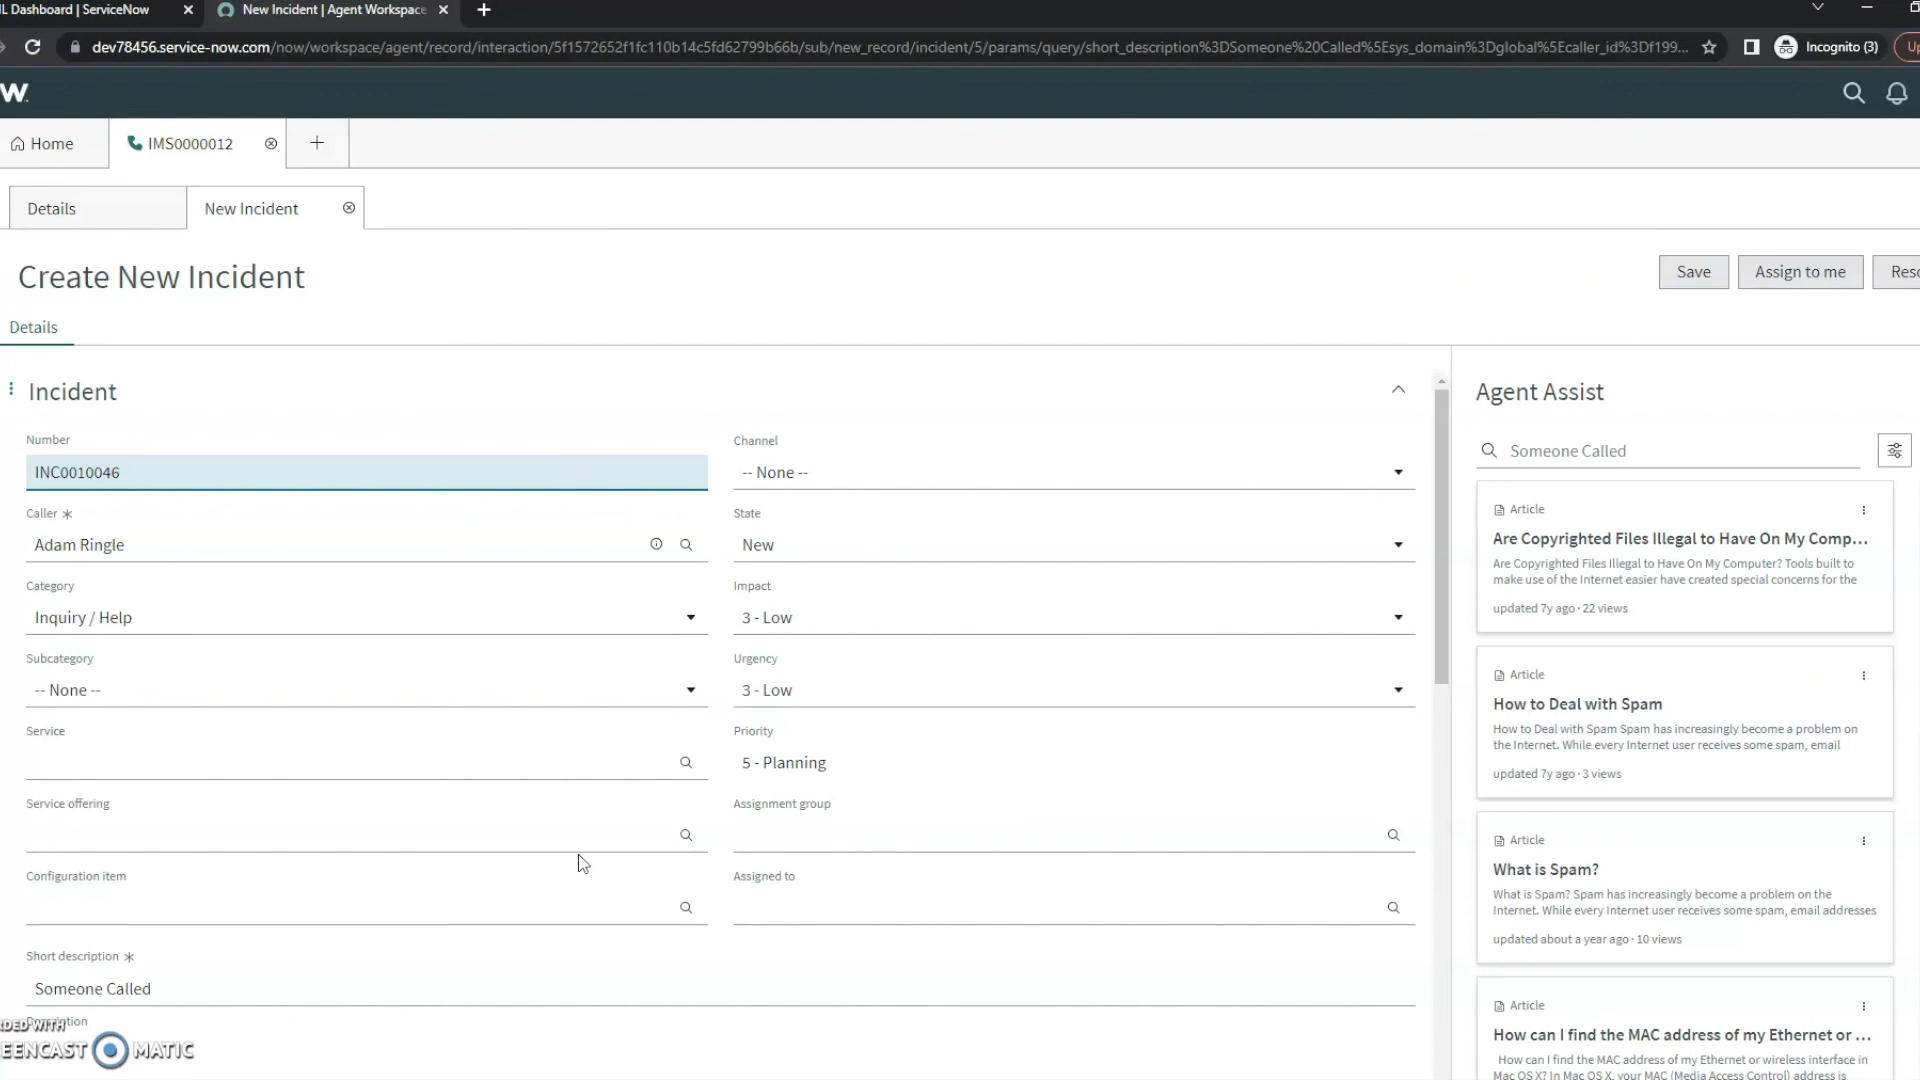 L Dashboard | ServiceNow
New Incident | Agent Workspace
dev78456.service-now.com/now/workspace/agent/record/interaction/5f1572652f1fc110b14c5fd62799b66b/sub/new_record/incident/5/params/query/short_description%3DSomeone%20Called%5Esys_domain%3Dglobal%5Ecaller_id%3Df199...
Incognito (3)
Up
w.
Home
IMS0000012
Details
New Incident
Create New Incident
Save
Assign to me
Reso
Details
Incident
Number
INC0010046
Channel
-- None --
Caller
Adam Ringle
State
New
Category
Inquiry / Help
Impact
3 - Low
Subcategory
-- None --
Urgency
3 - Low
Service
Priority
5 - Planning
Service offering
Assignment group
Configuration item
Assigned to
Short description
Someone Called
Description
Agent Assist
Someone Called
Article
Are Copyrighted Files Illegal to Have On My Comp...
Are Copyrighted Files Illegal to Have On My Computer? Tools built to
make use of the Internet easier have created special concerns for the
updated 7y ago · 22 views
Article
How to Deal with Spam
How to Deal with Spam Spam has increasingly become a problem on
the Internet. While every Internet user receives some spam, email
updated 7y ago · 3 views
Article
What is Spam?
What is Spam? Spam has increasingly become a problem on the
Internet. While every Internet user receives some spam, email addresses
updated about a year ago · 10 views
Article
How can I find the MAC address of my Ethernet or ...
How can I find the MAC address of my Ethernet or wireless interface in
Mac OS X? In Mac OS X, your MAC (Media Access Control) address is
RDED WITH
EENCAST MATIC